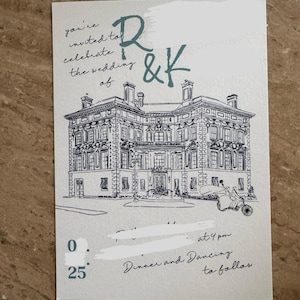 you're
invited to
celebrate
the wedding
of
R
&K
0 .
at 4 pm
25
Dinner and Dancing
to follow